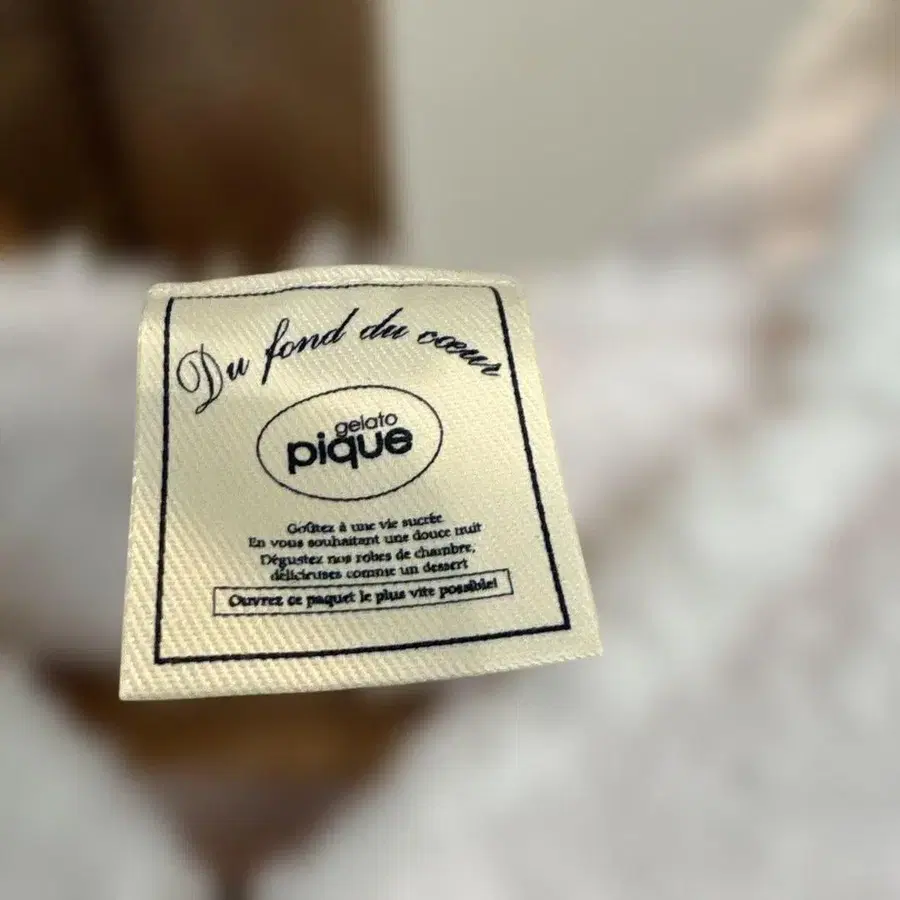 Du fond du cœur
gelato
pique
Goûtez à une vie sucrée
En vous souhaitant une douce nuit
Dégustez nos robes de chambre,
délicieuses comme un dessert
Ouvrez ce paquet le plus vite possible!